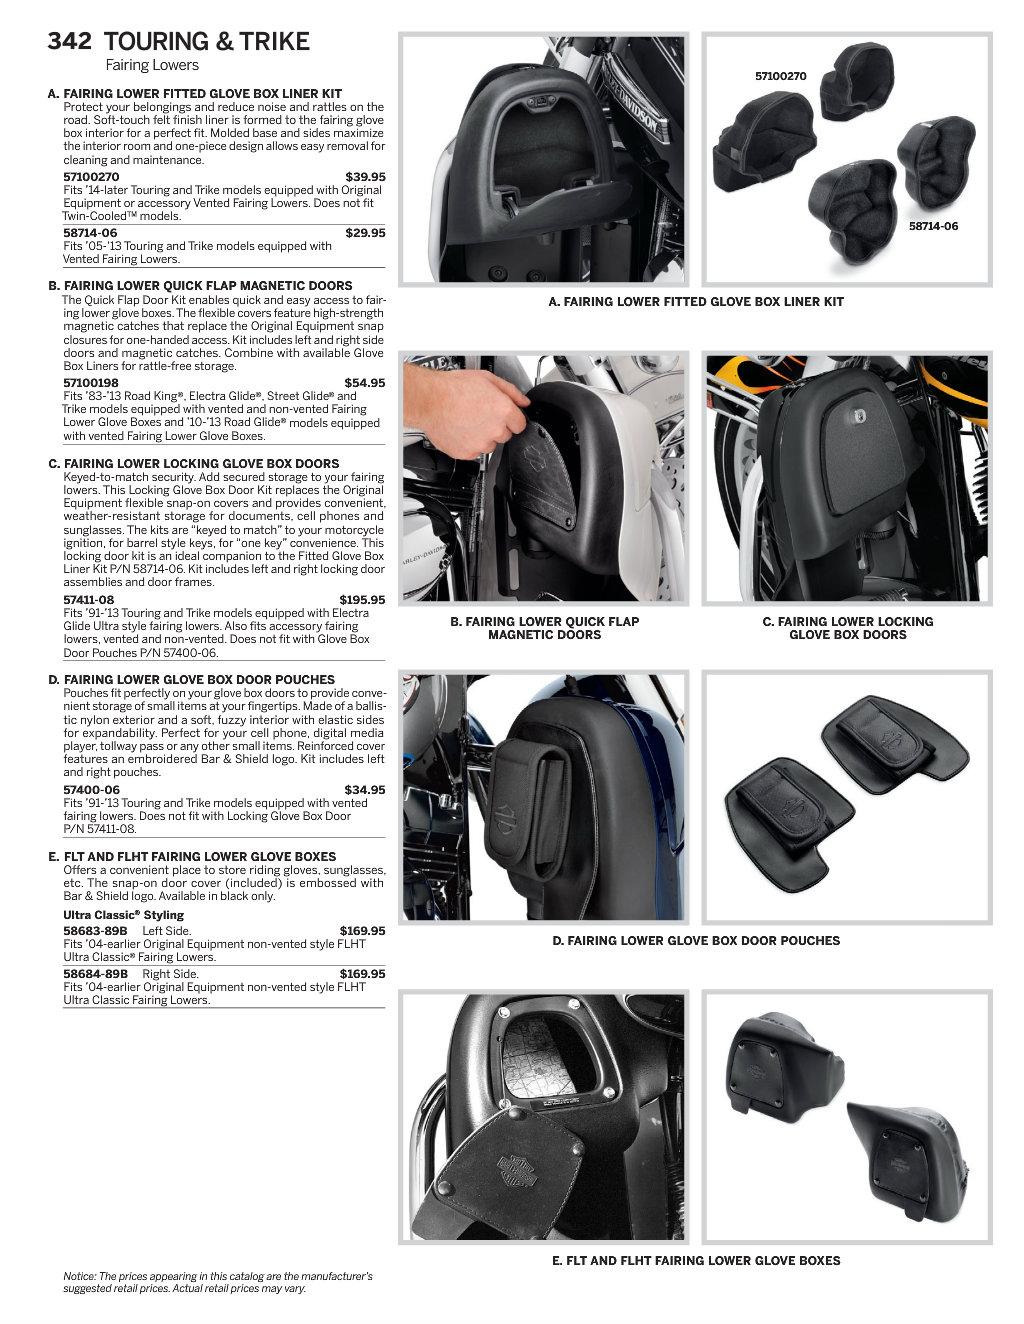 342 TOURING & TRIKE
Fairing Lowers
A. FAIRING LOWER FITTED GLOVE BOX LINER KIT
Protect your belongings and reduce noise and rattles on the
road. Soft-touch felt finish liner is formed to the fairing glove
box interior for a perfect fit. Molded base and sides maximize
the interior room and one-piece design allows easy removal for
cleaning and maintenance.
57100270 $39.95
Fits ’14-later Touring and Trike models equipped with Original
Equipment or accessory Vented Fairing Lowers. Does not fit
Twin-Cooled™ models.
58714-06 $29.95
Fits ’05-’13 Touring and Trike models equipped with
Vented Fairing Lowers.
B. FAIRING LOWER QUICK FLAP MAGNETIC DOORS
The Quick Flap Door Kit enables quick and easy access to fair-
ing lower glove boxes. The flexible covers feature high-strength
magnetic catches that replace the Original Equipment snap
closures for one-handed access. Kit includes left and right side
doors and magnetic catches. Combine with available Glove
Box Liners for rattle-free storage.
57100198 $54.95
Fits ’83-’13 Road King®, Electra Glide®, Street Glide® and
Trike models equipped with vented and non-vented Fairing
Lower Glove Boxes and ’10-’13 Road Glide® models equipped
with vented Fairing Lower Glove Boxes.
C. FAIRING LOWER LOCKING GLOVE BOX DOORS
Keyed-to-match security. Add secured storage to your fairing
lowers. This Locking Glove Box Door Kit replaces the Original
Equipment flexible snap-on covers and provides convenient,
weather-resistant storage for documents, cell phones and
sunglasses. The kits are “keyed to match” to your motorcycle
ignition, for barrel style keys, for “one key” convenience. This
locking door kit is an ideal companion to the Fitted Glove Box
Liner Kit P/N 58714-06. Kit includes left and right locking door
assemblies and door frames.
57411-08 $195.95
Fits ’91-’13 Touring and Trike models equipped with Electra
Glide Ultra style fairing lowers. Also fits accessory fairing
lowers, vented and non-vented. Does not fit with Glove Box
Door Pouches P/N 57400-06.
D. FAIRING LOWER GLOVE BOX DOOR POUCHES
Pouches fit perfectly on your glove box doors to provide conve-
nient storage of small items at your fingertips. Made of a ballis-
tic nylon exterior and a soft, fuzzy interior with elastic sides
for expandability. Perfect for your cell phone, digital media
player, tollway pass or any other small items. Reinforced cover
features an embroidered Bar & Shield logo. Kit includes left
and right pouches.
57400-06 $34.95
Fits ’91-’13 Touring and Trike models equipped with vented
fairing lowers. Does not fit with Locking Glove Box Door
P/N 57411-08.
E. FLT AND FLHT FAIRING LOWER GLOVE BOXES
Offers a convenient place to store riding gloves, sunglasses,
etc. The snap-on door cover (included) is embossed with
Bar & Shield logo. Available in black only.
Ultra Classic® Styling
58683-89B Left Side. $169.95
Fits ’04-earlier Original Equipment non-vented style FLHT
Ultra Classic® Fairing Lowers.
58684-89B Right Side. $169.95
Fits ’04-earlier Original Equipment non-vented style FLHT
Ultra Classic Fairing Lowers.
Notice: The prices appearing in this catalog are the manufacturer’s
suggested retail prices. Actual retail prices may vary.
57100270
58714-06
A. FAIRING LOWER FITTED GLOVE BOX LINER KIT
B. FAIRING LOWER QUICK FLAP
MAGNETIC DOORS
C. FAIRING LOWER LOCKING
GLOVE BOX DOORS
D. FAIRING LOWER GLOVE BOX DOOR POUCHES
E. FLT AND FLHT FAIRING LOWER GLOVE BOXES